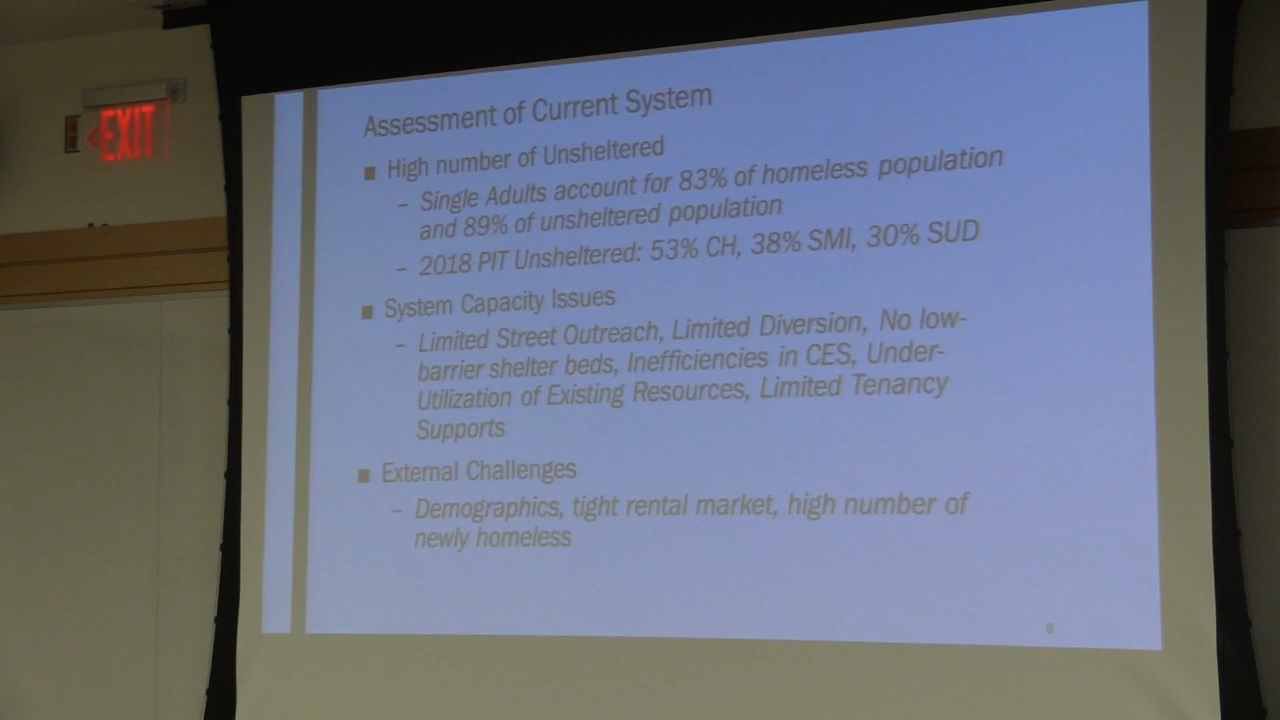 EXIT
Assessment of Current System
■ High number of Unsheltered
– Single Adults account for 83% of homeless population
and 89% of unsheltered population
– 2018 PIT Unsheltered: 53% CH, 38% SMI, 30% SUD
■ System Capacity Issues
– Limited Street Outreach, Limited Diversion, No low-
barrier shelter beds, Inefficiencies in CES, Under-
Utilization of Existing Resources, Limited Tenancy
Supports
■ External Challenges
– Demographics, tight rental market, high number of
newly homeless
6